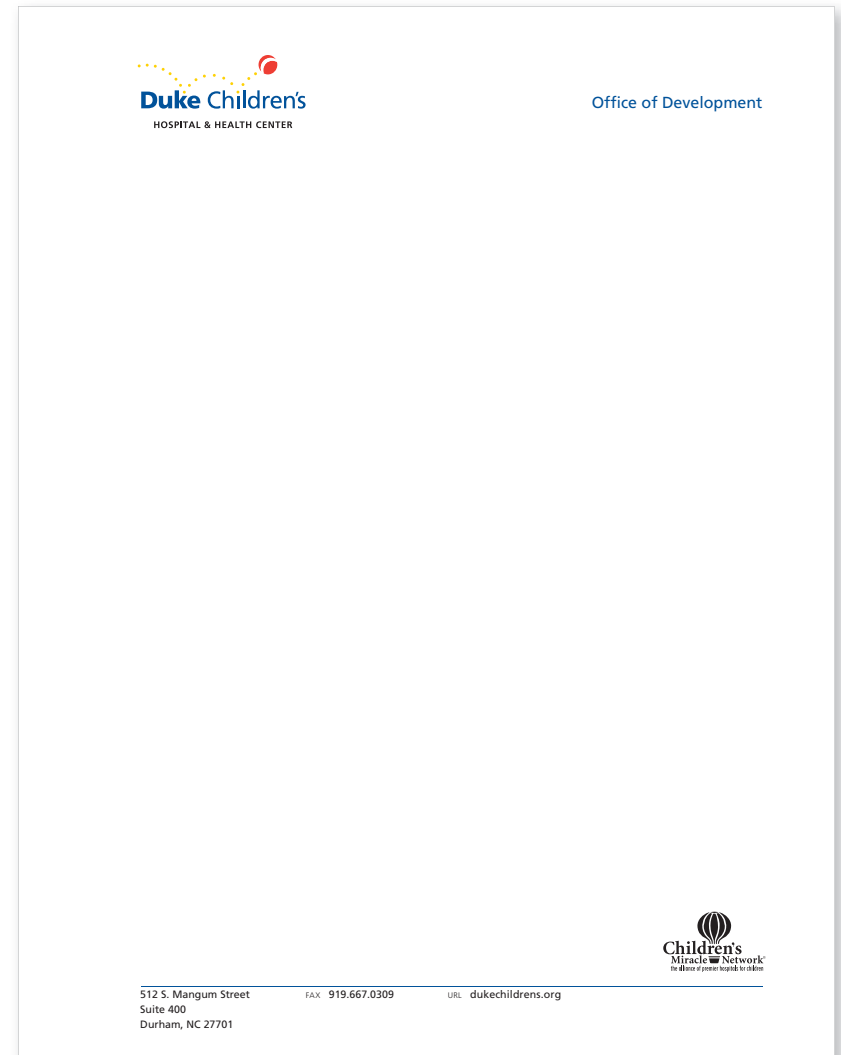 Duke Children's
HOSPITAL & HEALTH CENTER
Office of Development
Children's
Miracle Network®
the alliance of premier hospitals for children
512 S. Mangum Street
Suite 400
Durham, NC 27701
FAX 919.667.0309
URL dukechildrens.org